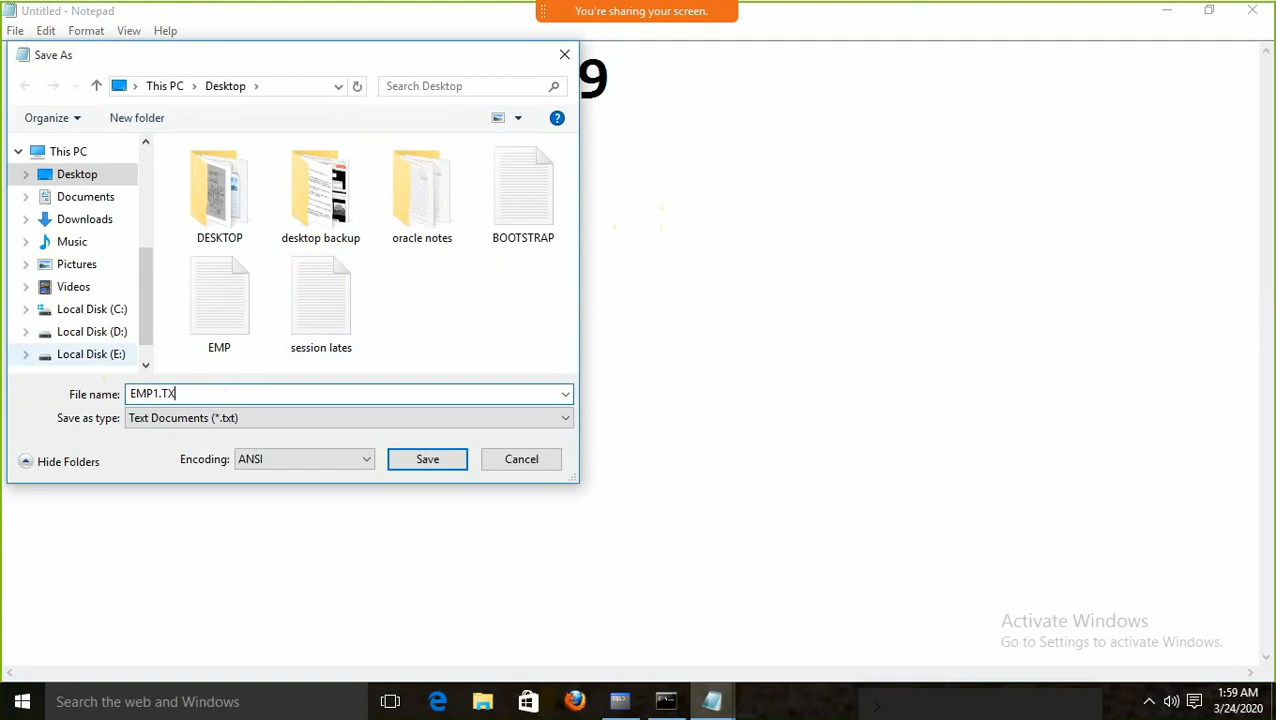 Untitled - Notepad
You're sharing your screen.
File Edit Format View Help
Save As
9
This PC Desktop
Search Desktop
Organize New folder
This PC
Desktop
Documents
Downloads
Music
Pictures
Videos
Local Disk (C:)
Local Disk (D:)
Local Disk (E:)
DESKTOP desktop backup oracle notes BOOTSTRAP
EMP session lates
File name: EMP1.TX
Save as type: Text Documents (*.txt)
Hide Folders Encoding: ANSI Save Cancel
Activate Windows
Go to Settings to activate Windows.
Search the web and Windows
1:59 AM
3/24/2020